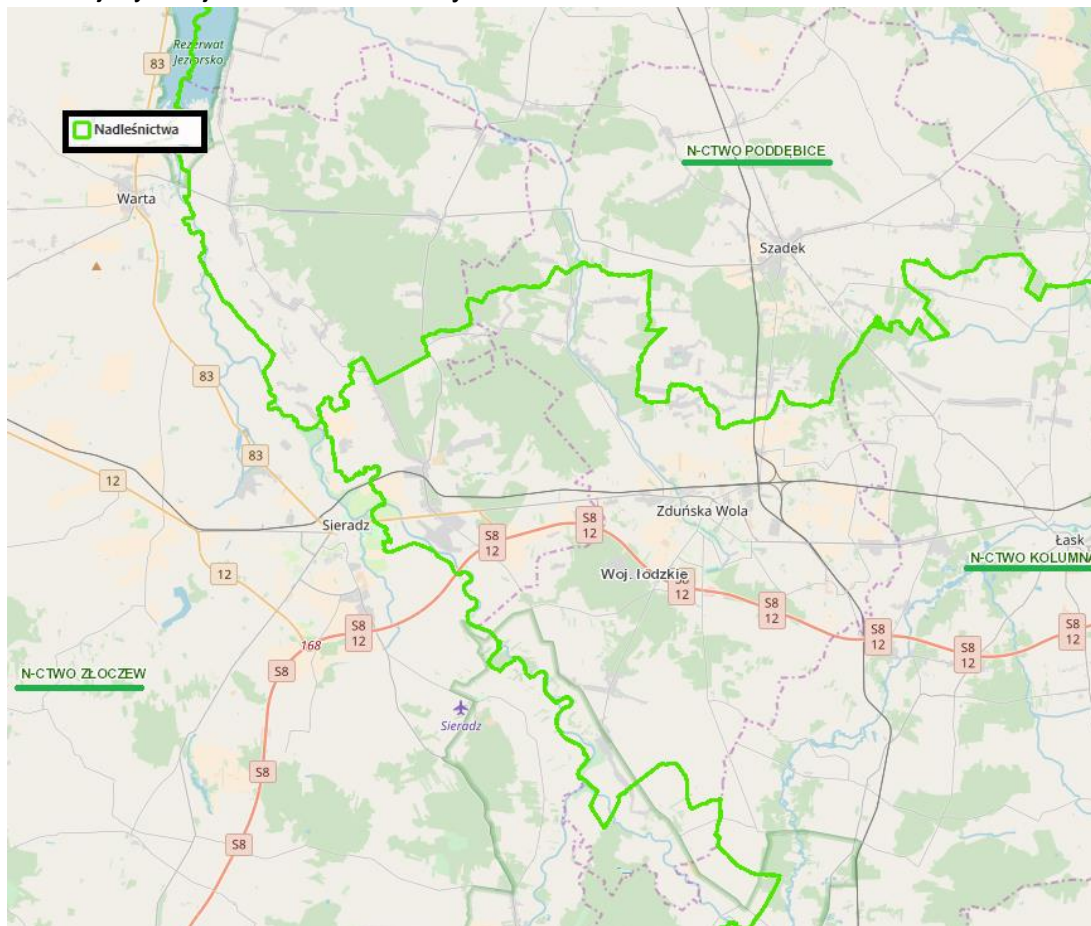 Rezerwat
Jeziorsko
83
Nadleśnictwa
N-CTWO PODDĘBICE
Warta
Szadek
83
83
12
Zduńska Wola
S8
12
S8
12
Sieradz
Łask
N-CTWO KOLUMNA
12
Woj. łódzkie
S8
12
S8
12
S8
12
S8
12
S8
12
S8
12
168
S8
N-CTWO ZŁOCZEW
Sieradz
S8
S8